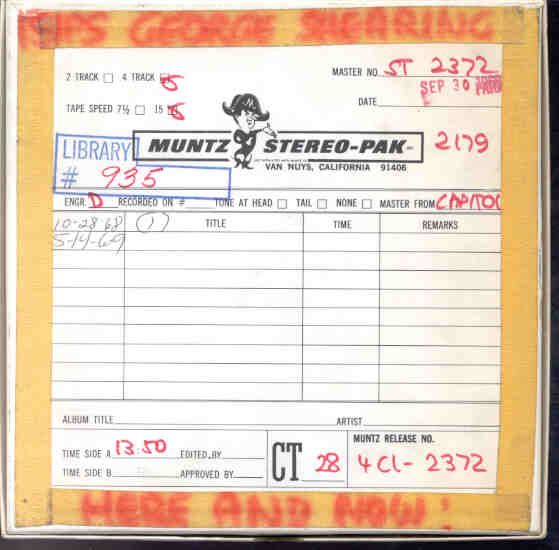 GEORGE SHEARING
2 TRACK □ 4 TRACK
MASTER NO. ST 2372
SEP 30
TAPE SPEED 7½ □ 15
DATE
LIBRARY
# 935
MUNTZ STEREO-PAK
2179
VAN NUYS, CALIFORNIA 91406
ENGR. D RECORDED ON # TONE AT HEAD □ TAIL □ NONE □ MASTER FROM CAPITOL
10-28-68
5-14-69
1
TITLE TIME REMARKS
ALBUM TITLE ARTIST
TIME SIDE A 13:50 EDITED, BY
TIME SIDE B APPROVED BY
CT 28
MUNTZ RELEASE NO.
4CL- 2372
HERE AND NOW!